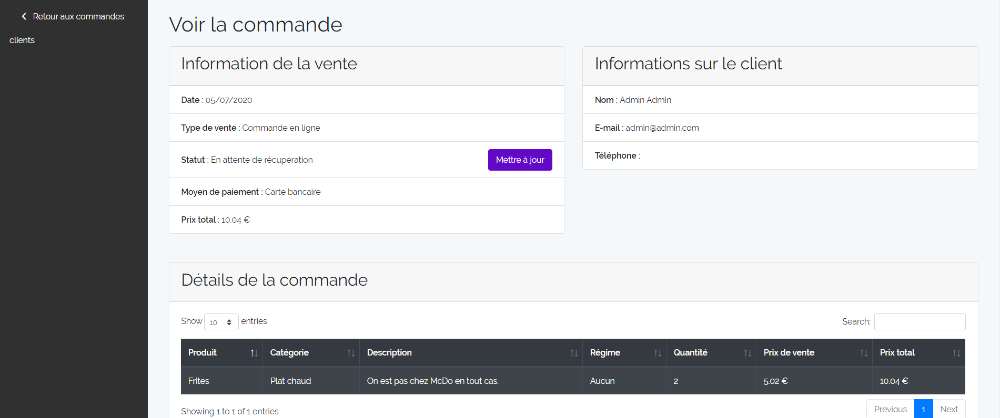 Retour aux commandes
clients
Voir la commande
Information de la vente
Date : 05/07/2020
Type de vente : Commande en ligne
Statut : En attente de récupération
Mettre à jour
Moyen de paiement : Carte bancaire
Prix total : 10.04 €
Informations sur le client
Nom : Admin Admin
E-mail : admin@admin.com
Téléphone :
Détails de la commande
Show 10 entries
Search:
Produit Catégorie Description Régime Quantité Prix de vente Prix total
Frites Plat chaud On est pas chez McDo en tout cas. Aucun 2 5.02 € 10.04 €
Showing 1 to 1 of 1 entries
Previous 1 Next